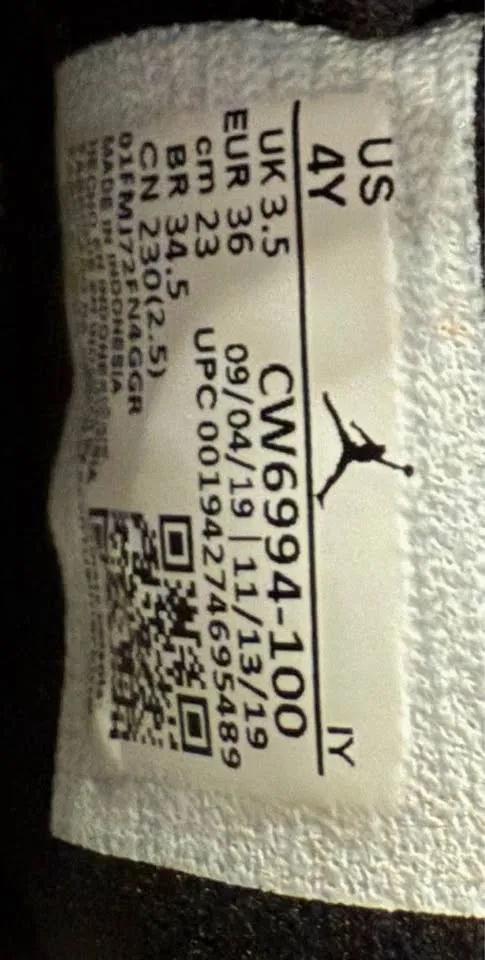 US
4Y
IY
UK 3.5
EUR 36
cm 23
BR 34.5
CN 230(2.5)
CW6994-100
09/04/19 | 11/13/19
UPC 00194274695489
01FMJ72FN4GGR
MADE IN INDONESIA